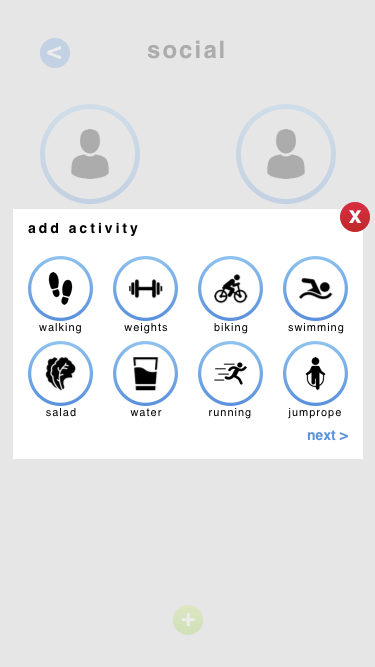 < social
X
add activity
walking weights biking swimming
salad water running jumprope
next >
+